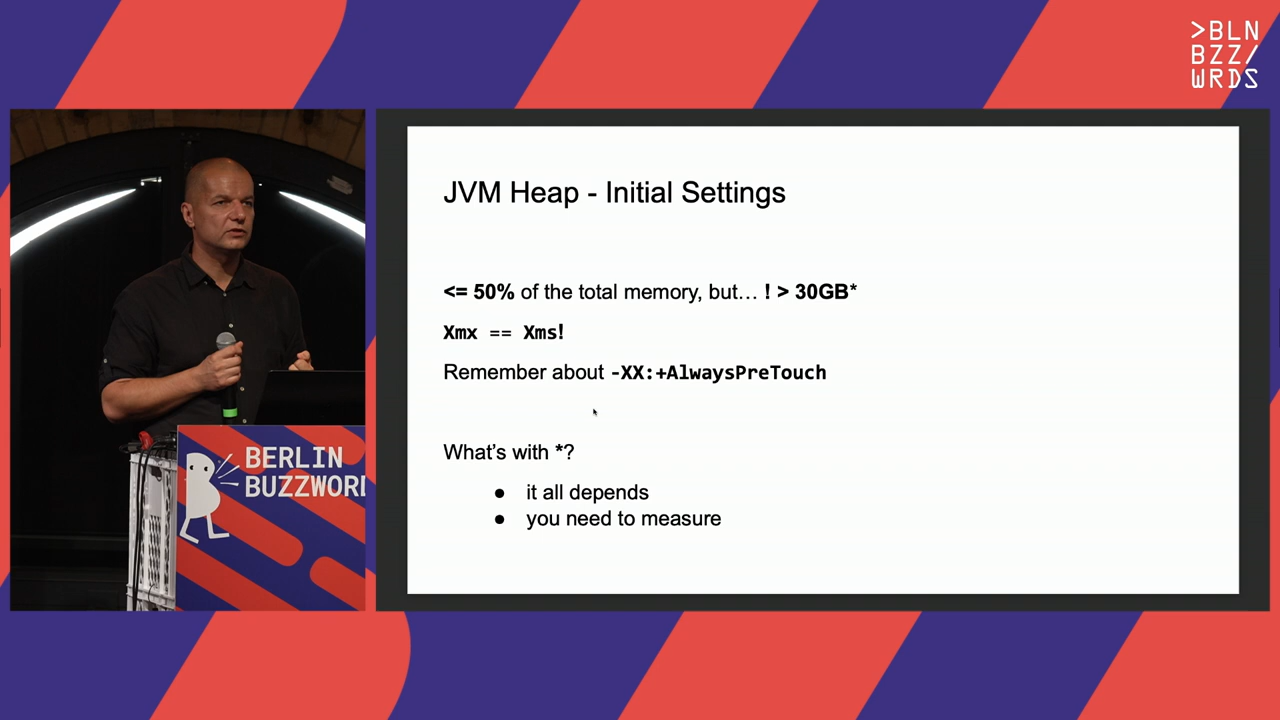 >BLN
BZZ/
WRDS
JVM Heap - Initial Settings
<= 50% of the total memory, but… ! > 30GB*
Xmx == Xms!
Remember about -XX:+AlwaysPreTouch
What's with *?
● it all depends
● you need to measure
BERLIN
BUZZWOR